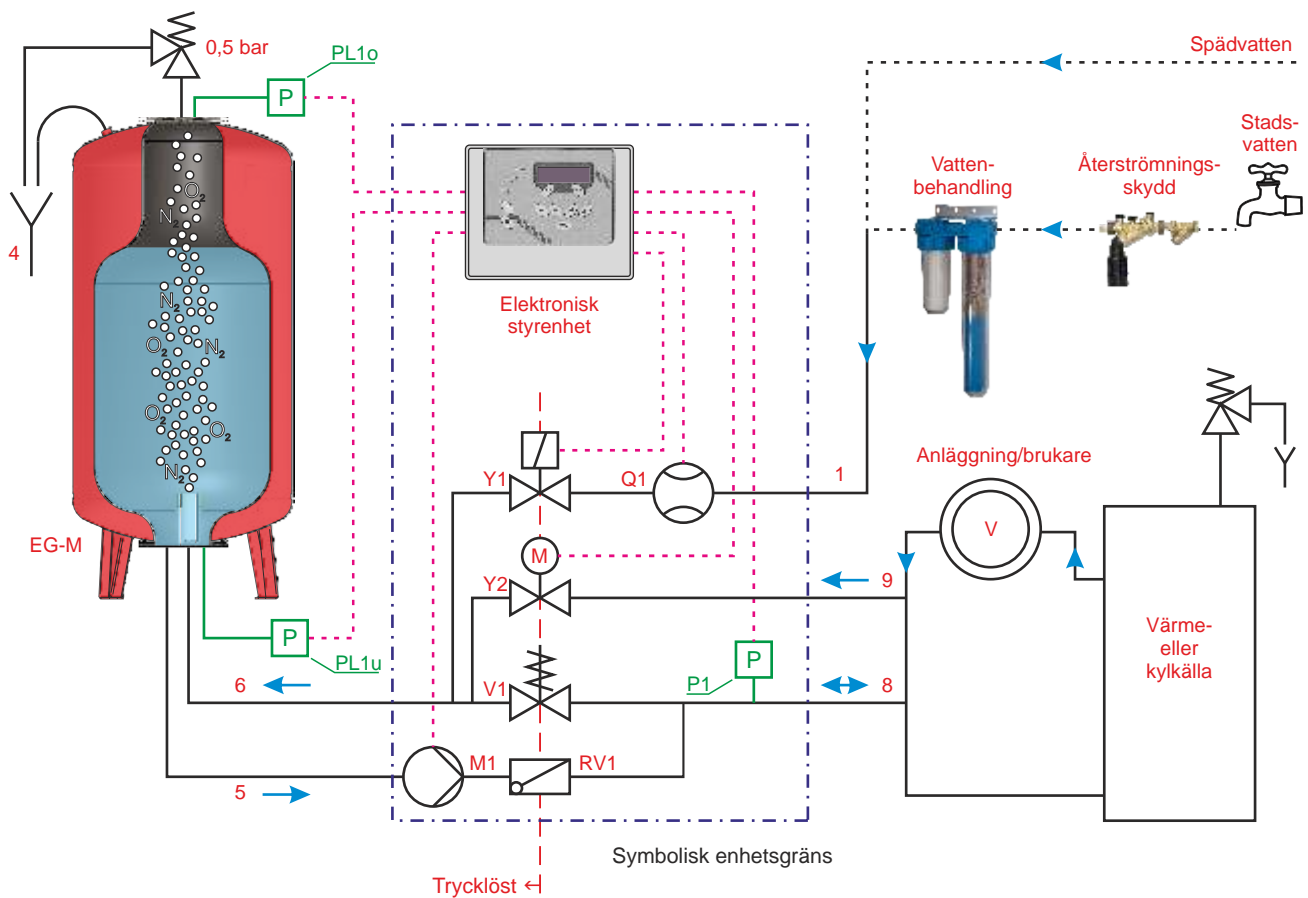 0,5 bar
PL1o
P
Spädvatten
Stads-
vatten
Återströmnings-
skydd
Vatten-
behandling
4
O2
N2
N2
O2
N2
O2
O2
N2
Elektronisk
styrenhet
Y1
Q1
1
Anläggning/brukare
V
EG-M
M
Y2
9
P
PL1u
P
P1
Värme-
eller
kylkälla
6
V1
8
M1
RV1
5
Symbolisk enhetsgräns
Trycklöst